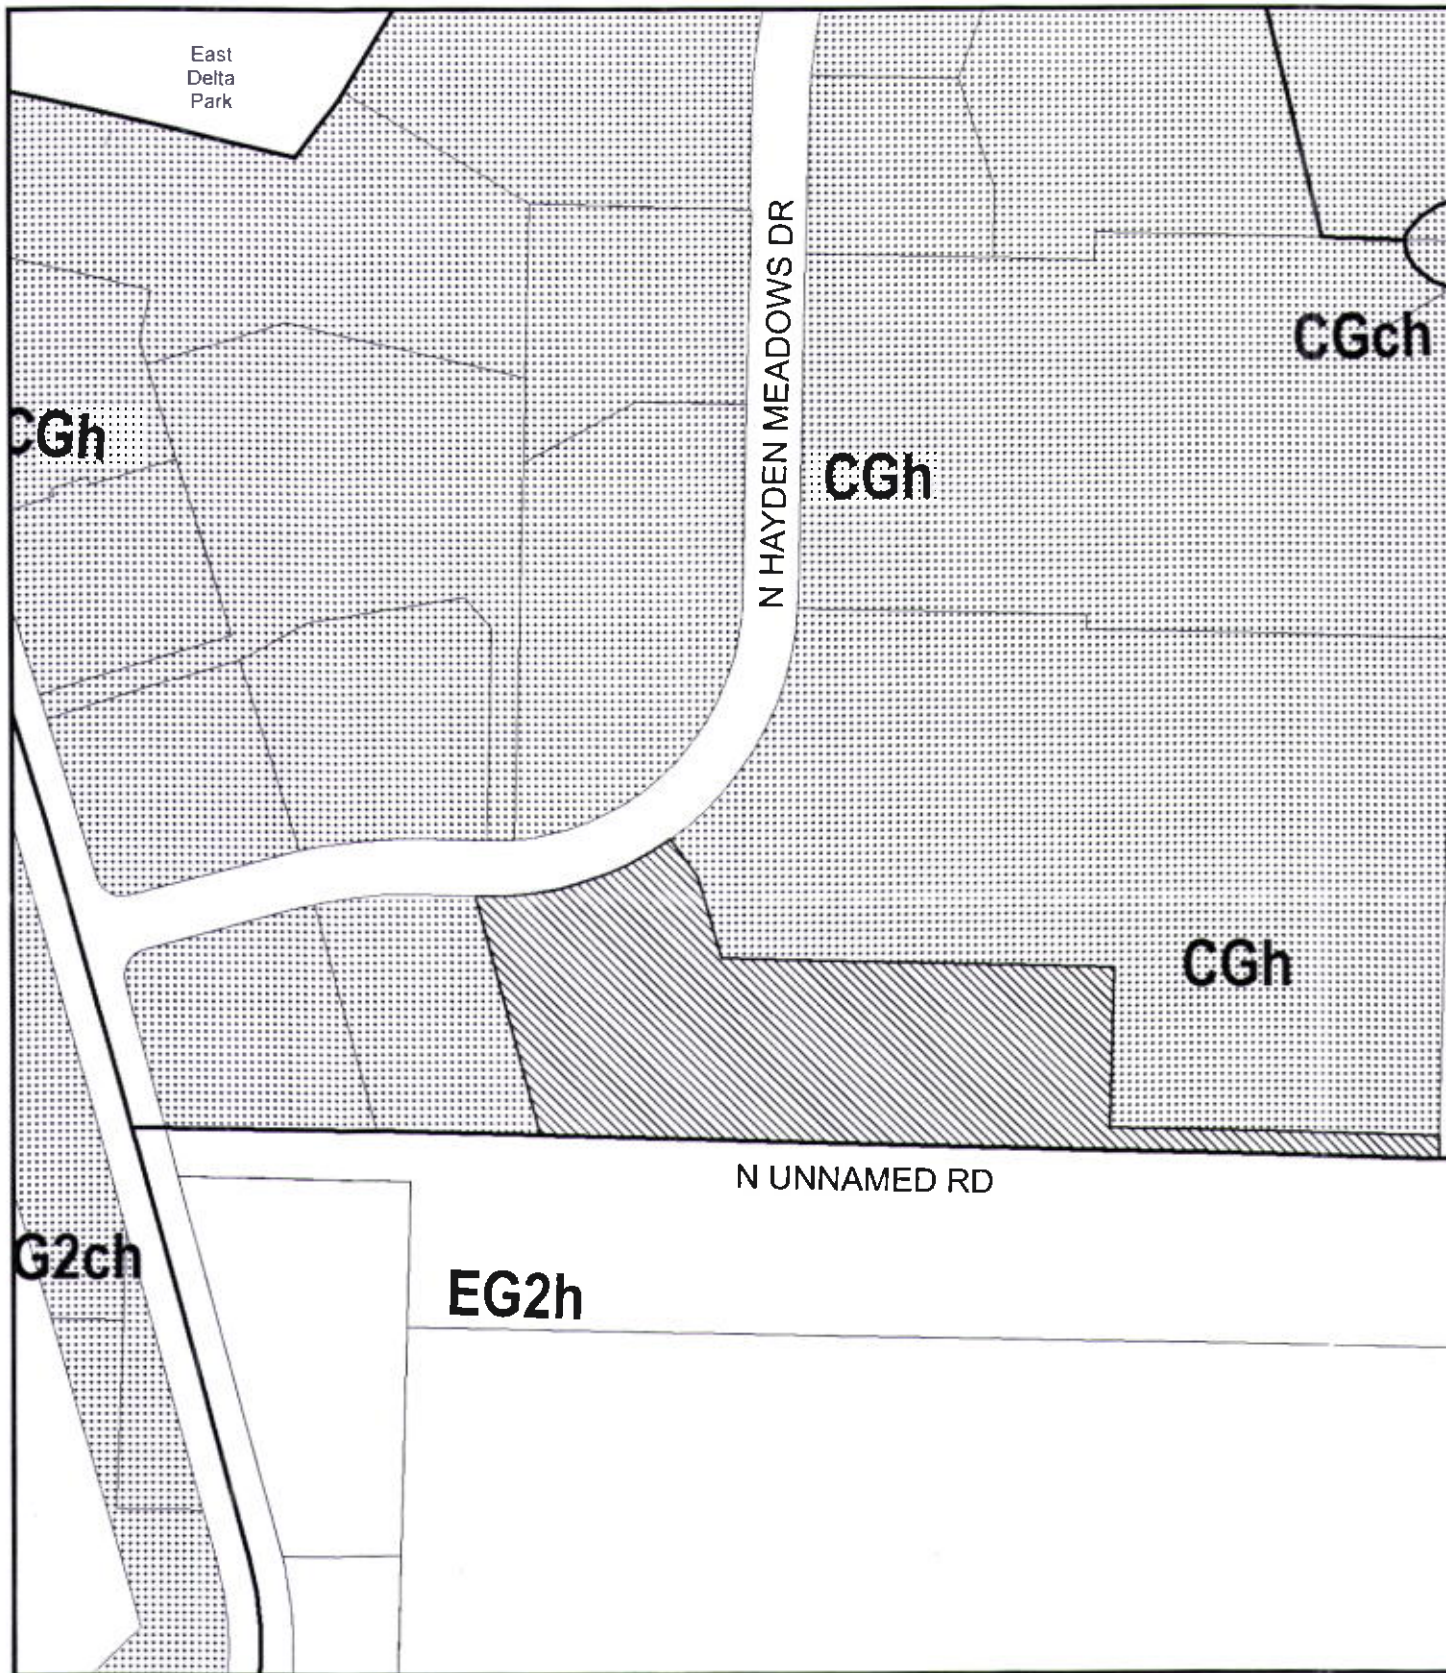 East
Delta
Park
N HAYDEN MEADOWS DR
CGch
CGh
CGh
CGh
N UNNAMED RD
G2ch
EG2h